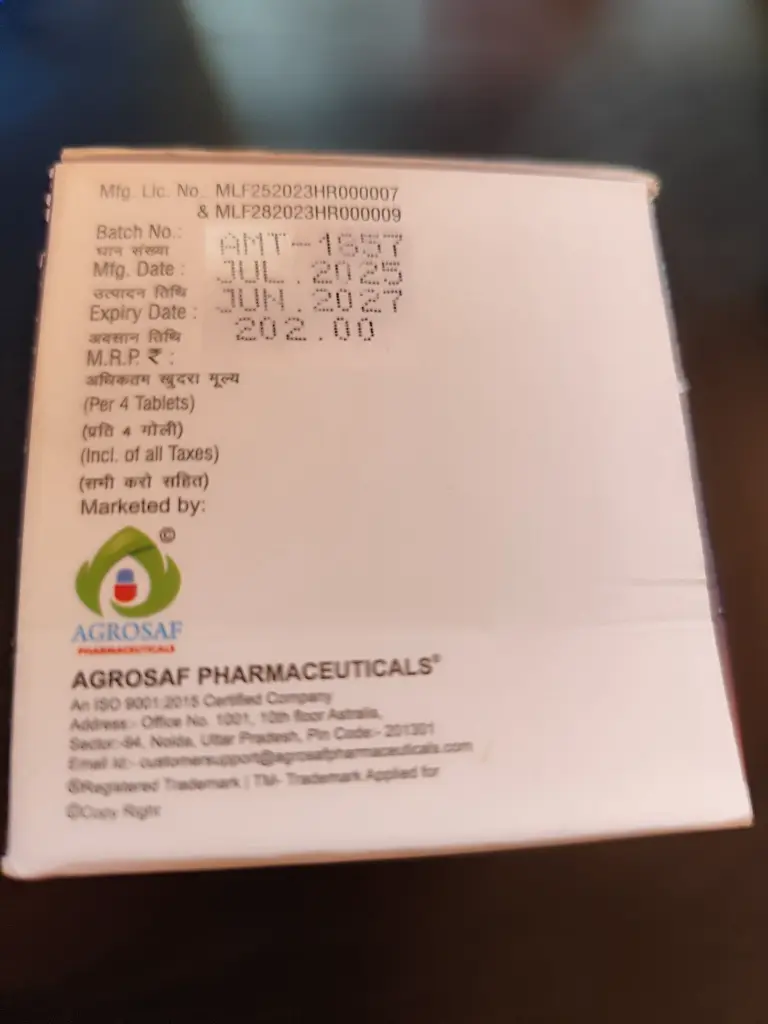 Mfg. Lic. No. MLF252023HR000007
& MLF282023HR000009
Batch No.: AMT-1657
घान संख्या
Mfg. Date : JUL.2025
उत्पादन तिथि
Expiry Date : JUN.2027
अवसान तिथि
202.00
M.R.P. ₹ :
अधिकतम खुदरा मूल्य
(Per 4 Tablets)
(प्रति 4 गोली)
(Incl. of all Taxes)
(सभी करो सहित)
Marketed by:
©
AGROSAF
PHARMACEUTICALS
AGROSAF PHARMACEUTICALS®
An ISO 9001:2015 Certified Company
Address:- Office No. 1001, 10th floor Astralis,
Sector:-94, Noida, Uttar Pradesh, Pin Code:- 201301
Email Id:- customersupport@agrosafpharmaceuticals.com
®Registered Trademark | TM- Trademark Applied for
©Copy Right